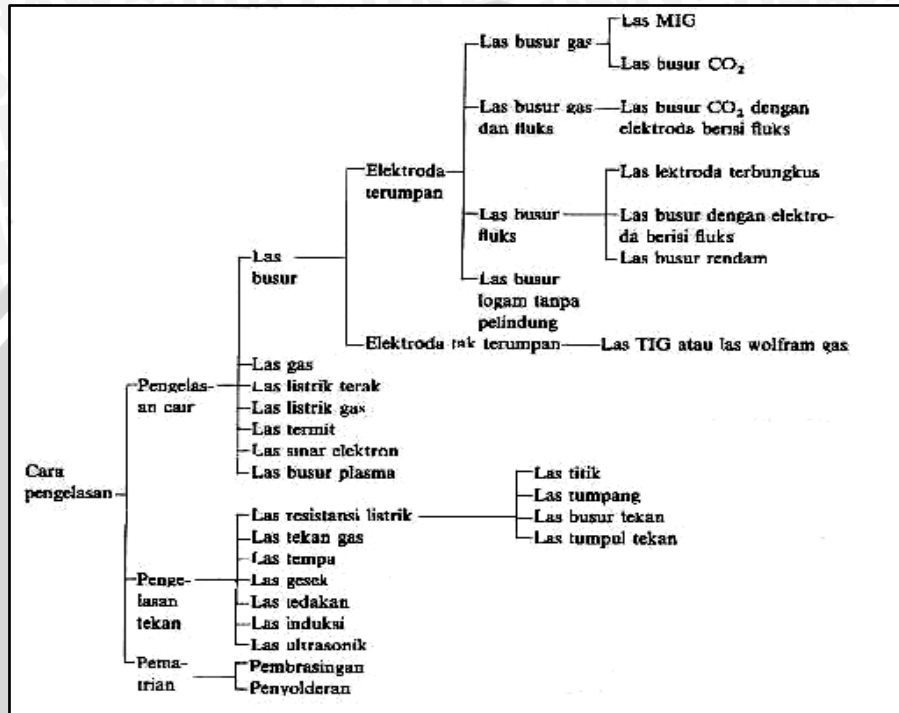 Las MIG
Las busur gas
Las busur CO₂
Las busur gas
dan fluks
Las busur CO₂ dengan
elektroda berisi fluks
Elektroda
terumpan
Las lektroda terbungkus
Las busur
fluks
Las busur dengan elektro-
da berisi fluks
Las busur rendam
Las
busur
Las busur
logam tanpa
pelindung
Elektroda tak terumpan
Las TIG atau las wolfram gas
Pengelas-
an cair
Las gas
Las listrik terak
Las listrik gas
Las termit
Las sinar elektron
Las busur plasma
Cara
pengelasan
Las resistansi listrik
Las titik
Las tumpang
Las busur tekan
Las tumpul tekan
Las tekan gas
Las tempa
Penge-
lasan
tekan
Las gesek
Las ledakan
Las induksi
Las ultrasonik
Pema-
trian
Pembrasingan
Penyolderan